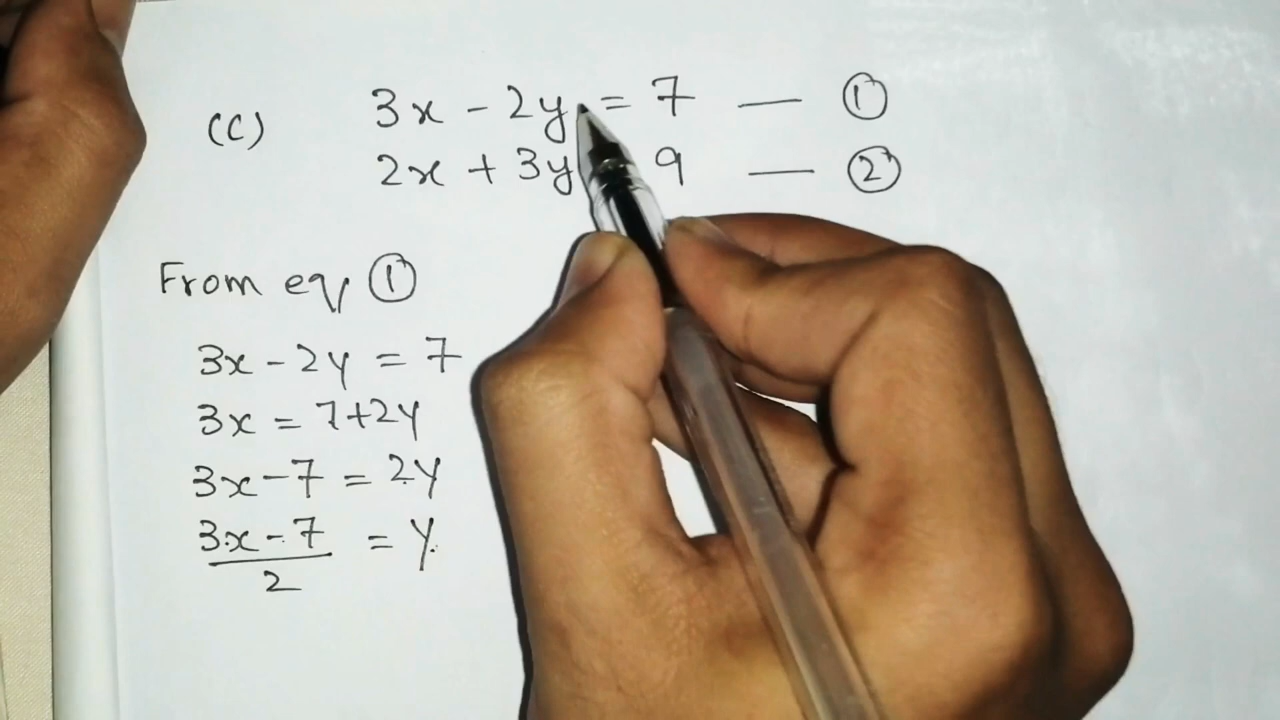 (C) 3x - 2y = 7 — ①
2x + 3y 9 — ②
From eq ①
3x - 2y = 7
3x = 7+2y
3x - 7 = 2y
3x - 7 = y.
2